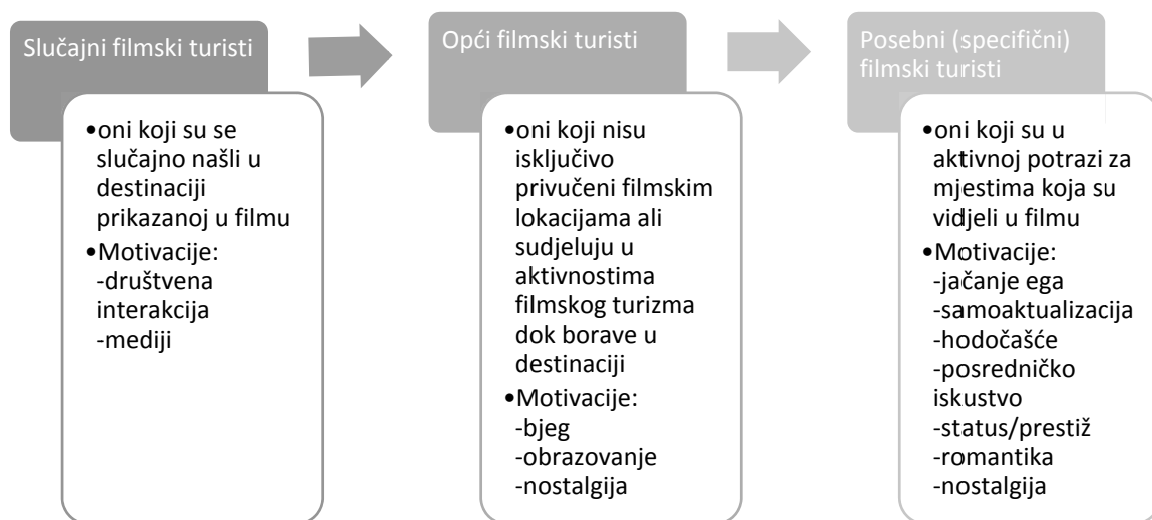 Slučajni filmski turisti
•oni koji su se
slučajno našli u
destinaciji
prikazanoj u filmu
•Motivacije:
-društvena
interakcija
-mediji
Opći filmski turisti
•oni koji nisu
isključivo
privučeni filmskim
lokacijama ali
sudjeluju u
aktivnostima
filmskog turizma
dok borave u
destinaciji
•Motivacije:
-bjeg
-obrazovanje
-nostalgija
Posebni (specifični)
filmski turisti
•oni koji su u
aktivnoj potrazi za
mjestima koja su
vidjeli u filmu
•Motivacije:
-jačanje ega
-samoaktualizacija
-hodočašće
-posredničko
iskustvo
-status/prestiž
-romantika
-nostalgija